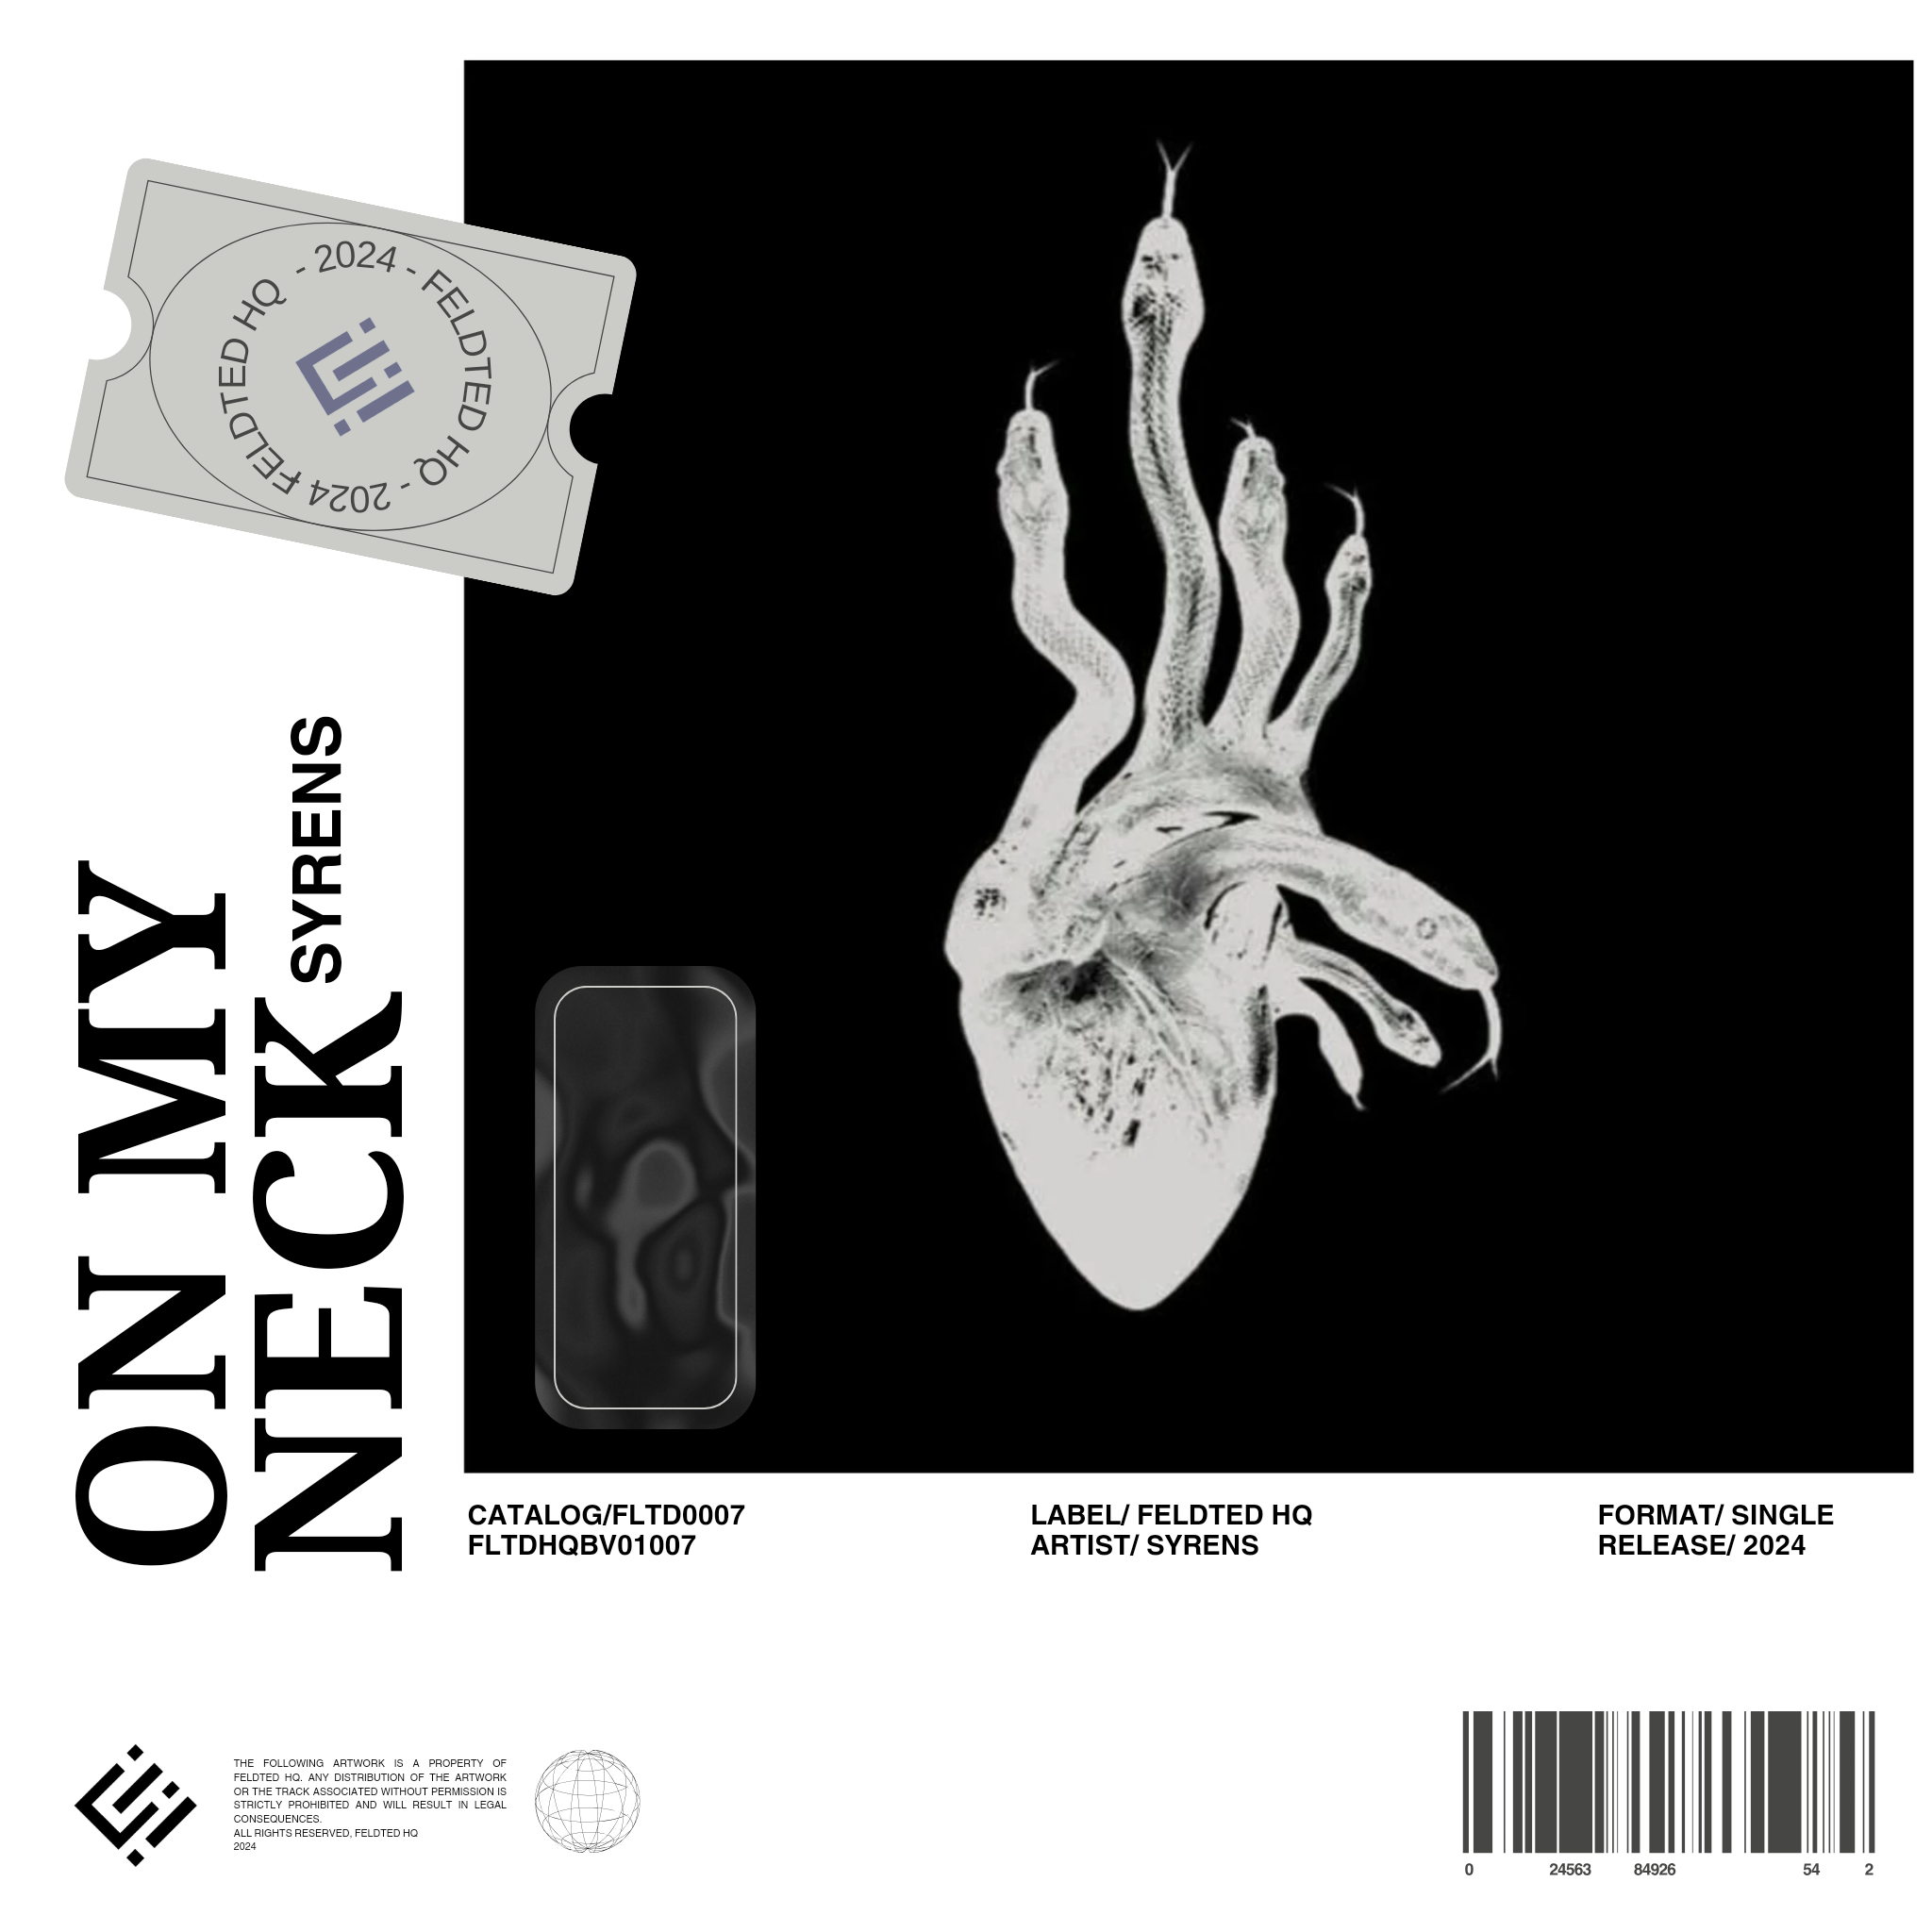 - 2024 - FELDTED HQ - 2024 FELDTED HQ
ON MY
NECK
SYRENS
CATALOG/FLTD0007
FLTDHQBV01007
LABEL/ FELDTED HQ
ARTIST/ SYRENS
FORMAT/ SINGLE
RELEASE/ 2024
THE FOLLOWING ARTWORK IS A PROPERTY OF
FELDTED HQ. ANY DISTRIBUTION OF THE ARTWORK
OR THE TRACK ASSOCIATED WITHOUT PERMISSION IS
STRICTLY PROHIBITED AND WILL RESULT IN LEGAL
CONSEQUENCES.
ALL RIGHTS RESERVED, FELDTED HQ
2024
0 24563 84926 54 2